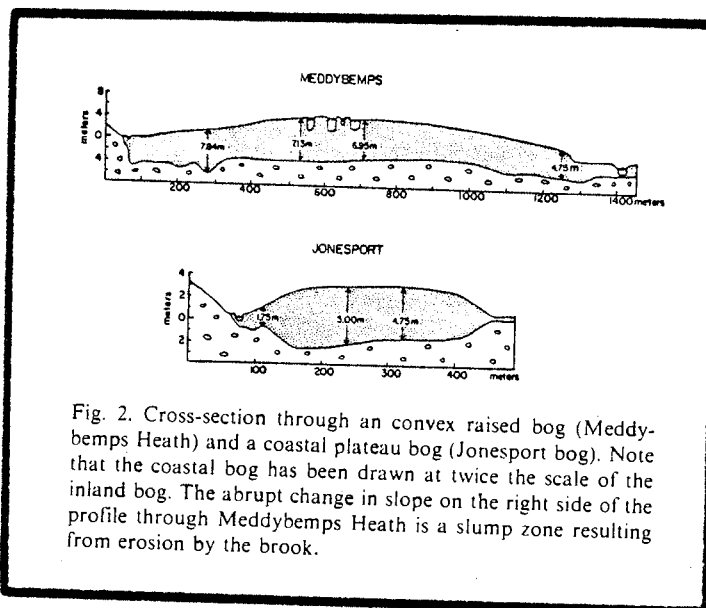 MEDDYBEMPS
8
4
0
4
meters
7.84m
7.15m
6.95m
4.75m
200 400 600 800 1000 1200 1400 meters
JONESPORT
4
2
0
2
meters
1.75m
5.00m
4.75m
100 200 300 400 meters
Fig. 2. Cross-section through an convex raised bog (Meddy-
bemps Heath) and a coastal plateau bog (Jonesport bog). Note
that the coastal bog has been drawn at twice the scale of the
inland bog. The abrupt change in slope on the right side of the
profile through Meddybemps Heath is a slump zone resulting
from erosion by the brook.